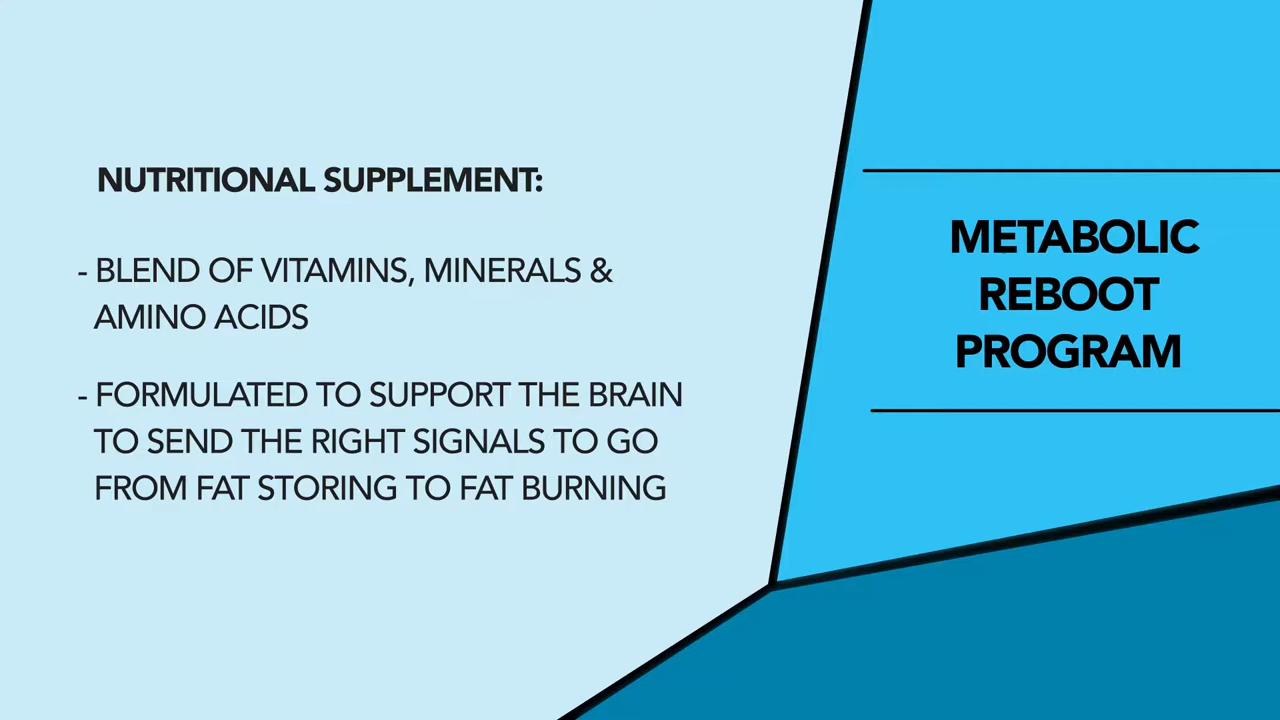 NUTRITIONAL SUPPLEMENT:
- BLEND OF VITAMINS, MINERALS &
AMINO ACIDS
- FORMULATED TO SUPPORT THE BRAIN
TO SEND THE RIGHT SIGNALS TO GO
FROM FAT STORING TO FAT BURNING
METABOLIC
REBOOT
PROGRAM